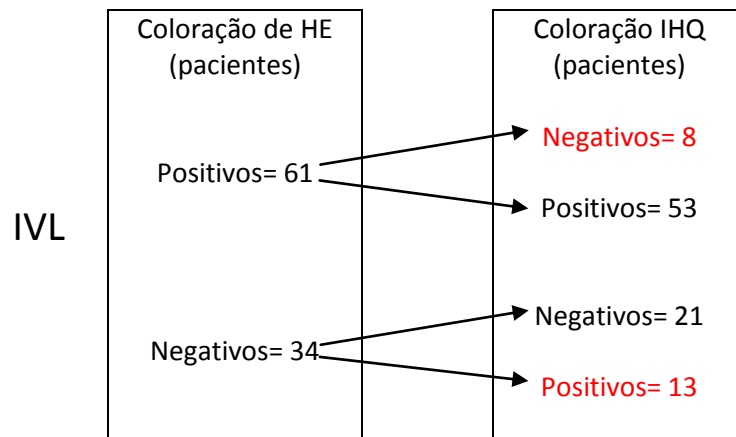 Coloração de HE
(pacientes)
Coloração IHQ
(pacientes)
IVL
Positivos= 61
Negativos= 8
Positivos= 53
Negativos= 34
Negativos= 21
Positivos= 13